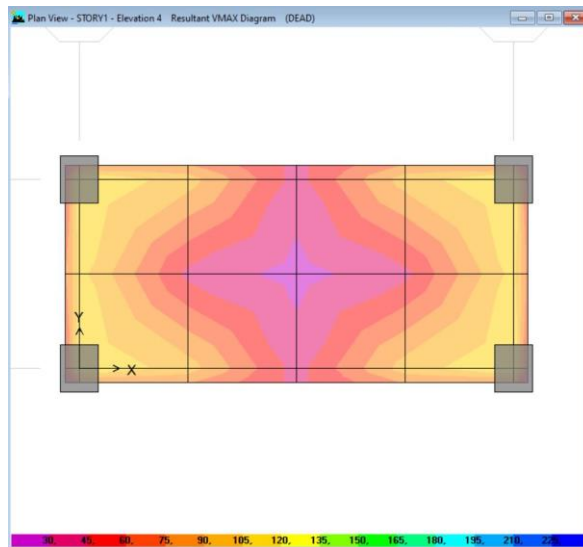 Plan View - STORY1 - Elevation 4 Resultant VMAX Diagram (DEAD)
Y
X
30, 45, 60, 75, 90, 105, 120, 135, 150, 165, 180, 195, 210, 225,